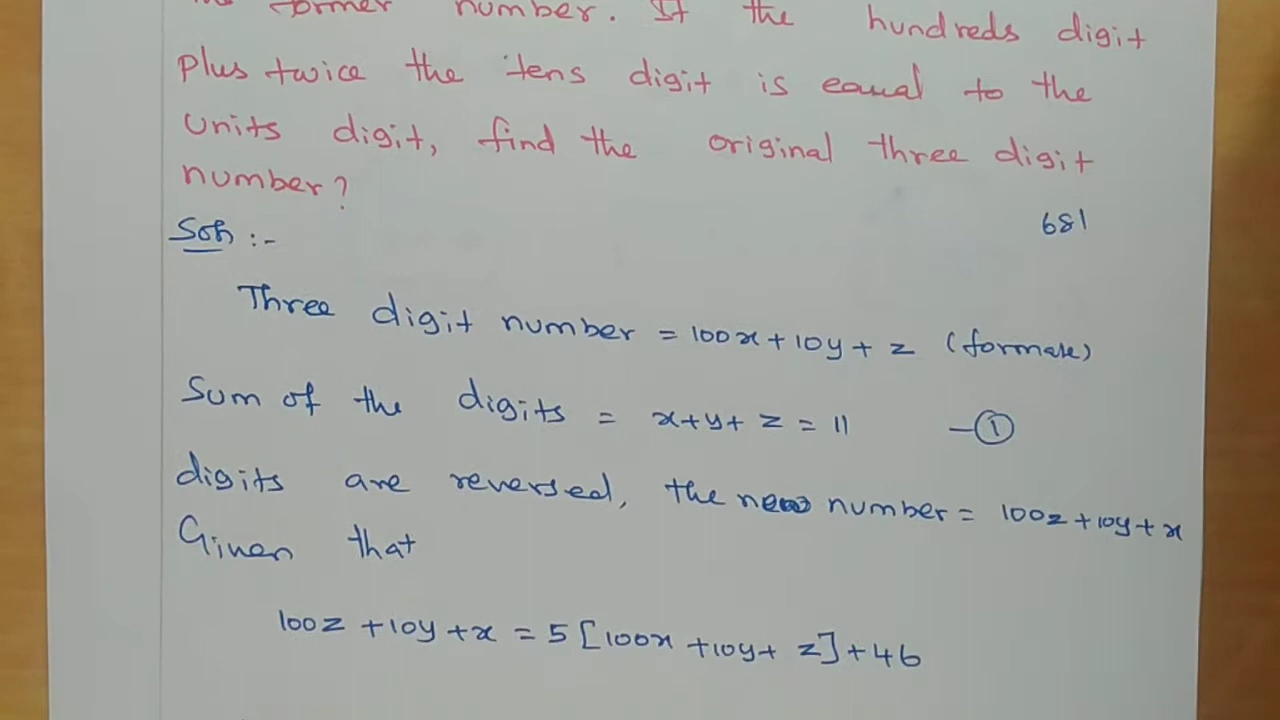 former number. If the hundreds digit
plus twice the tens digit is equal to the
units digit, find the original three digit
number?
681
Soln :-
Three digit number = 100x + 10y + z (formate)
Sum of the digits = x+y+z = 11 -①
digits are reversed, the new number = 100z+10y+x
Given that
100z +10y +x = 5 [100x +10y+ z]+46